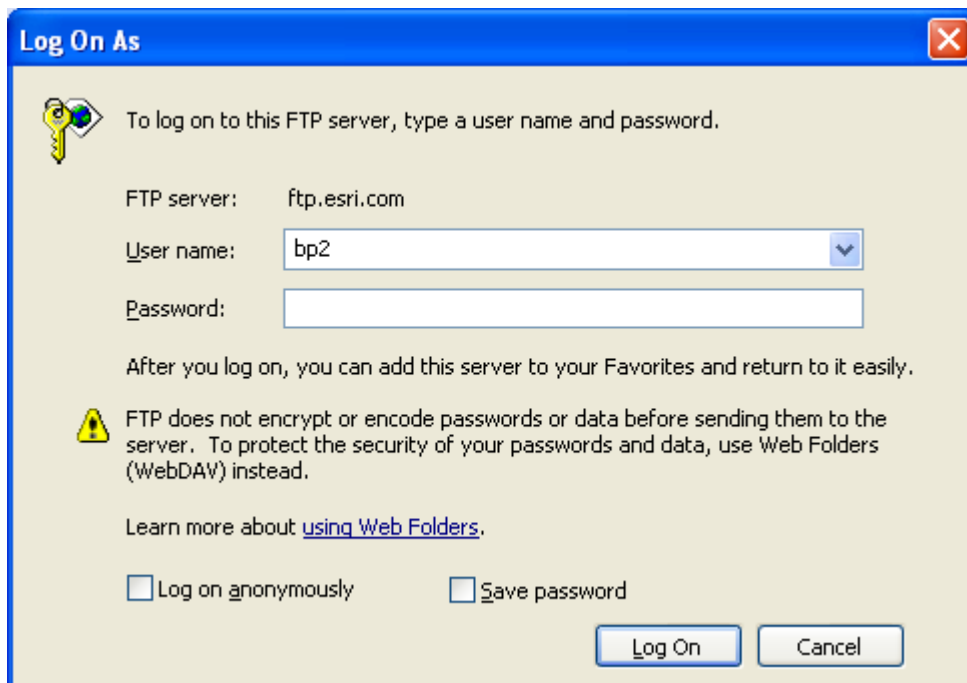 Log On As
To log on to this FTP server, type a user name and password.
FTP server: ftp.esri.com
User name: bp2
Password:
After you log on, you can add this server to your Favorites and return to it easily.
FTP does not encrypt or encode passwords or data before sending them to the
server.  To protect the security of your passwords and data, use Web Folders
(WebDAV) instead.
Learn more about using Web Folders.
Log on anonymously Save password
Log On Cancel